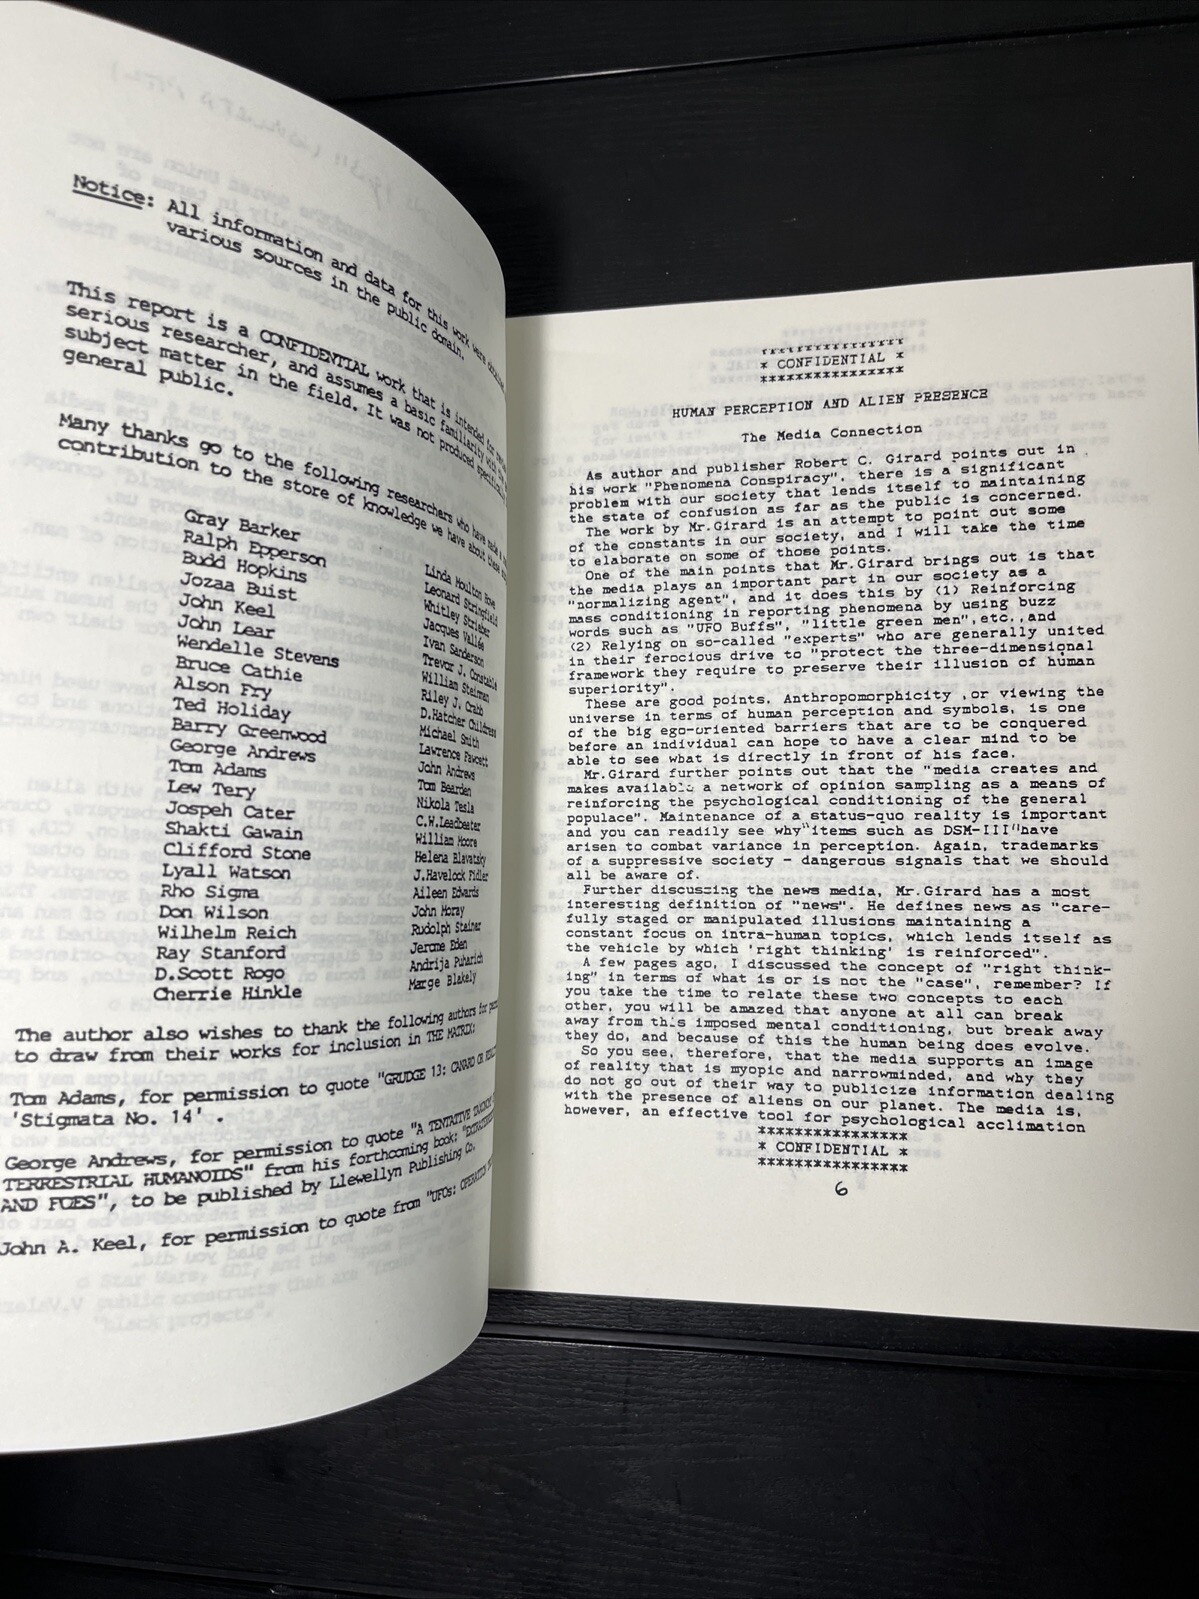 Notice: All information and data for this work were obtained
various sources in the public domain.
This report is a CONFIDENTIAL work that is intended for
serious researcher, and assumes a basic familiarity with the
subject matter in the field. It was not produced specifically
general public.
Many thanks go to the following researchers who have made a
contribution to the store of knowledge we have about these
Gray Barker
Ralph Epperson
Budd Hopkins
Jozaa Buist
John Keel
John Lear
Wendelle Stevens
Bruce Cathie
Alson Fry
Ted Holiday
Barry Greenwood
George Andrews
Tom Adams
Lew Tery
Jospeh Cater
Shakti Gawain
Clifford Stone
Lyall Watson
Rho Sigma
Don Wilson
Wilhelm Reich
Ray Stanford
D.Scott Rogo
Cherrie Hinkle
Linda Moulton Howe
Leonard Stringfield
Whitley Strieber
Jacques Vallée
Ivan Sanderson
Trevor J. Constable
William Steinman
Riley J. Crabb
D.Hatcher Childress
Michael Smith
Lawrence Fawcett
John Andrews
Tom Bearden
Nikola Tesla
C.W.Leadbeater
William Moore
Helena Blavatsky
J.Havelock Fidler
Aileen Edwards
John Moray
Rudolph Steiner
Jerome Eden
Andrija Puharich
Marge Blakely
The author also wishes to thank the following authors for
to draw from their works for inclusion in THE MATRIX:
Tom Adams, for permission to quote "GRUDGE 13: CANARD OR
'Stigmata No. 14' .
George Andrews, for permission to quote "A TENTATIVE
TERRESTRIAL HUMANOIDS" from his forthcoming book:
AND FOES", to be published by Llewellyn Publishing Co.
John A. Keel, for permission to quote from "UFOs: OPERATION
****************
* CONFIDENTIAL *
****************
HUMAN PERCEPTION AND ALIEN PRESENCE
The Media Connection
As author and publisher Robert C. Girard points out in
his work "Phenomena Conspiracy", there is a significant
problem with our society that lends itself to maintaining
the state of confusion as far as the public is concerned.
The work by Mr.Girard is an attempt to point out some
of the constants in our society, and I will take the time
to elaborate on some of those points.
One of the main points that Mr.Girard brings out is that
the media plays an important part in our society as a
"normalizing agent", and it does this by (1) Reinforcing
mass conditioning in reporting phenomena by using buzz
words such as "UFO Buffs", "little green men",etc.,and
(2) Relying on so-called "experts" who are generally united
in their ferocious drive to "protect the three-dimensional
framework they require to preserve their illusion of human
superiority".
These are good points. Anthropomorphicity ,or viewing the
universe in terms of human perception and symbols, is one
of the big ego-oriented barriers that are to be conquered
before an individual can hope to have a clear mind to be
able to see what is directly in front of his face.
Mr.Girard further points out that the "media creates and
makes available a network of opinion sampling as a means of
reinforcing the psychological conditioning of the general
populace". Maintenance of a status-quo reality is important
and you can readily see why"items such as DSM-III"have
arisen to combat variance in perception. Again, trademarks
of a suppressive society - dangerous signals that we should
all be aware of.
Further discussing the news media, Mr.Girard has a most
interesting definition of "news". He defines news as "care-
fully staged or manipulated illusions maintaining a
constant focus on intra-human topics, which lends itself as
the vehicle by which 'right thinking' is reinforced".
A few pages ago, I discussed the concept of "right think-
ing" in terms of what is or is not the "case", remember? If
you take the time to relate these two concepts to each
other, you will be amazed that anyone at all can break
away from this imposed mental conditioning, but break away
they do, and because of this the human being does evolve.
So you see, therefore, that the media supports an image
of reality that is myopic and narrowminded, and why they
do not go out of their way to publicize information dealing
with the presence of aliens on our planet. The media is,
however, an effective tool for psychological acclimation
****************
* CONFIDENTIAL *
****************
6